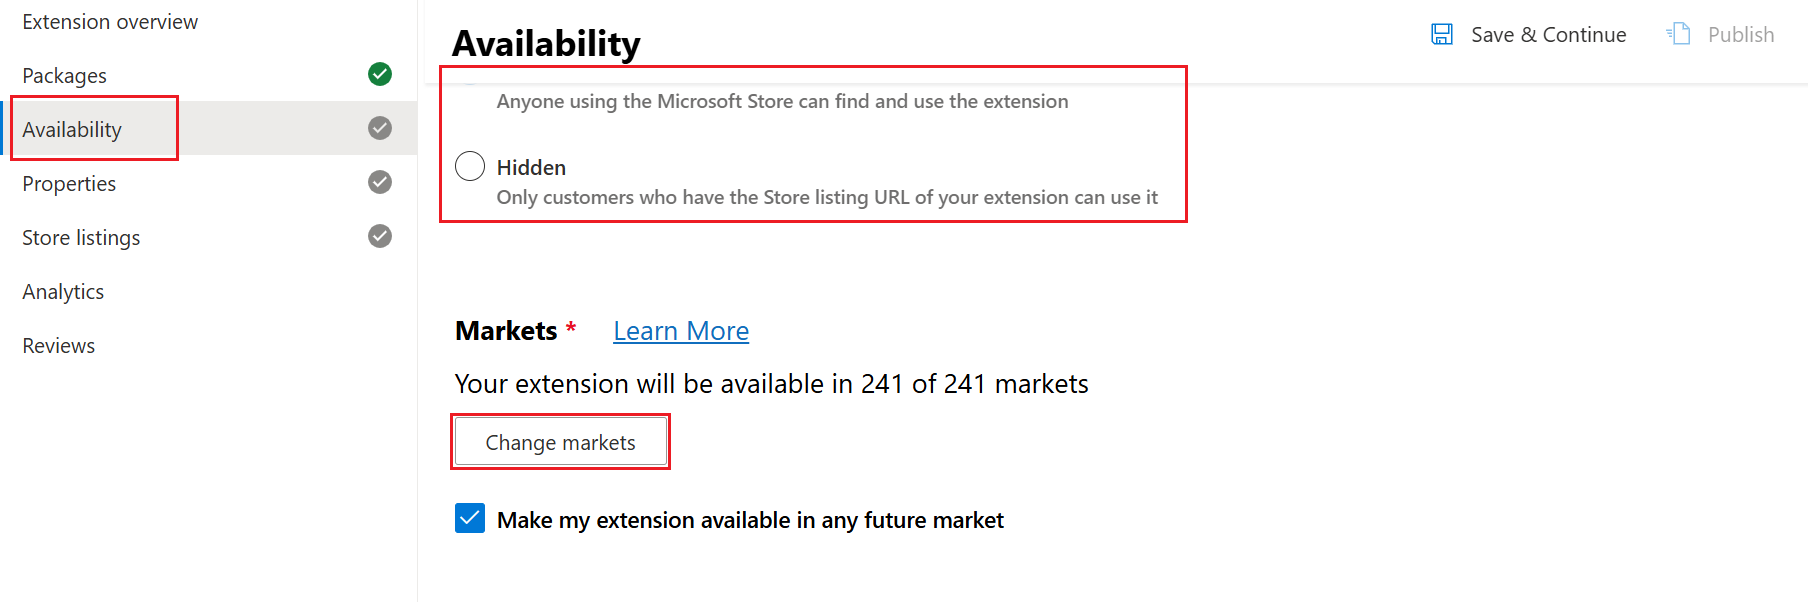 Extension overview
Packages
Availability
Properties
Store listings
Analytics
Reviews
Availability
Save & Continue
Publish
Anyone using the Microsoft Store can find and use the extension
Hidden
Only customers who have the Store listing URL of your extension can use it
Markets * Learn More
Your extension will be available in 241 of 241 markets
Change markets
Make my extension available in any future market